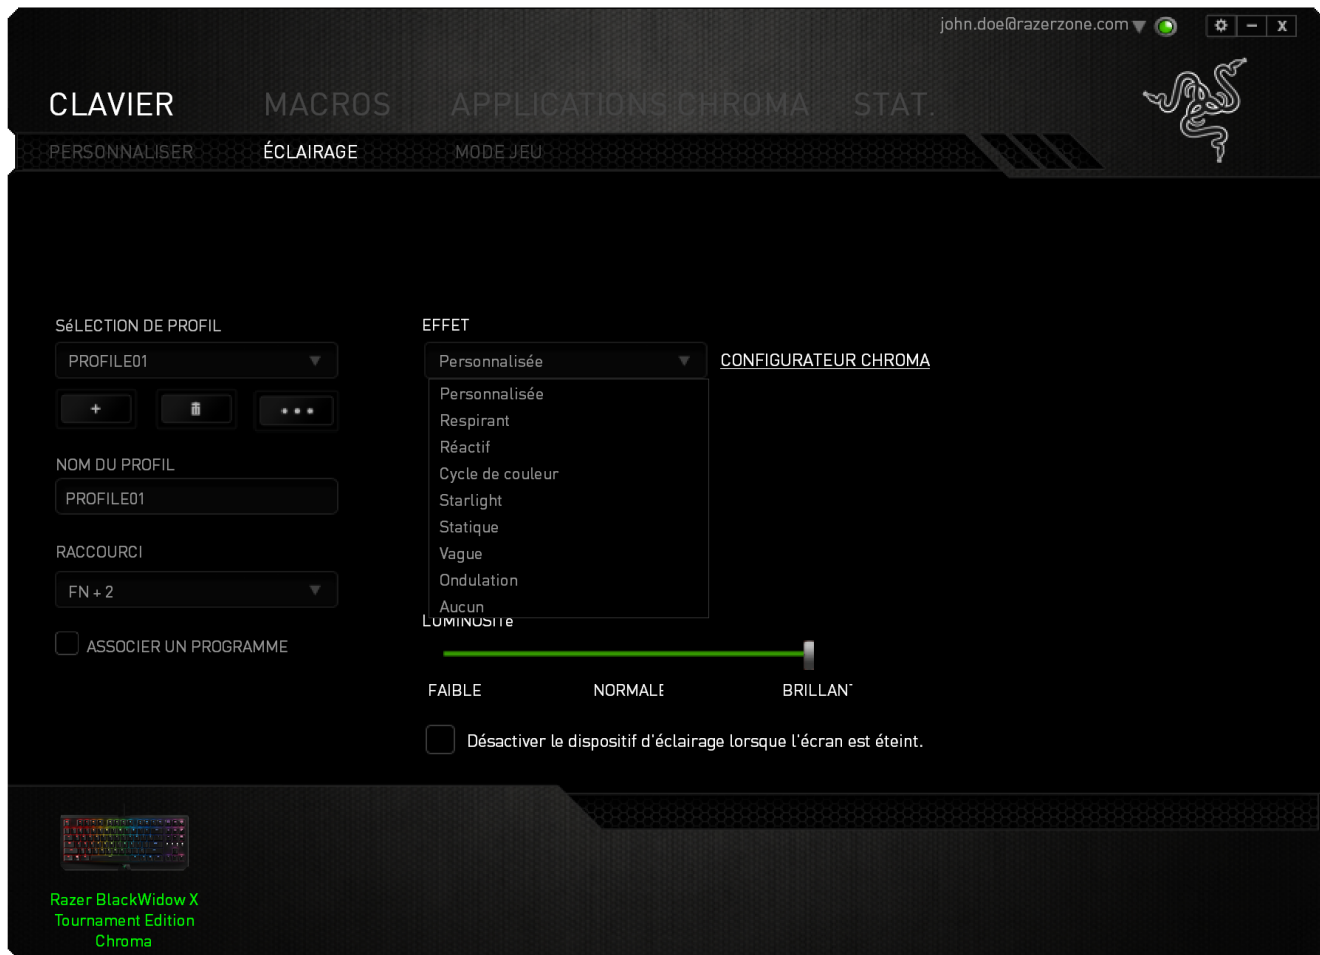 john.doe@razerzone.com
X
CLAVIER
MACROS
APPLICATIONS CHROMA
STAT.
PERSONNALISER
ÉCLAIRAGE
MODE JEU
SéLECTION DE PROFIL
PROFILE01
+
NOM DU PROFIL
PROFILE01
RACCOURCI
FN + 2
ASSOCIER UN PROGRAMME
EFFET
Personnalisée
CONFIGURATEUR CHROMA
Personnalisée
Respirant
Réactif
Cycle de couleur
Starlight
Statique
Vague
Ondulation
Aucun
LUMINOSITé
FAIBLE
NORMALE
BRILLANT
Désactiver le dispositif d'éclairage lorsque l'écran est éteint.
Razer BlackWidow X
Tournament Edition
Chroma